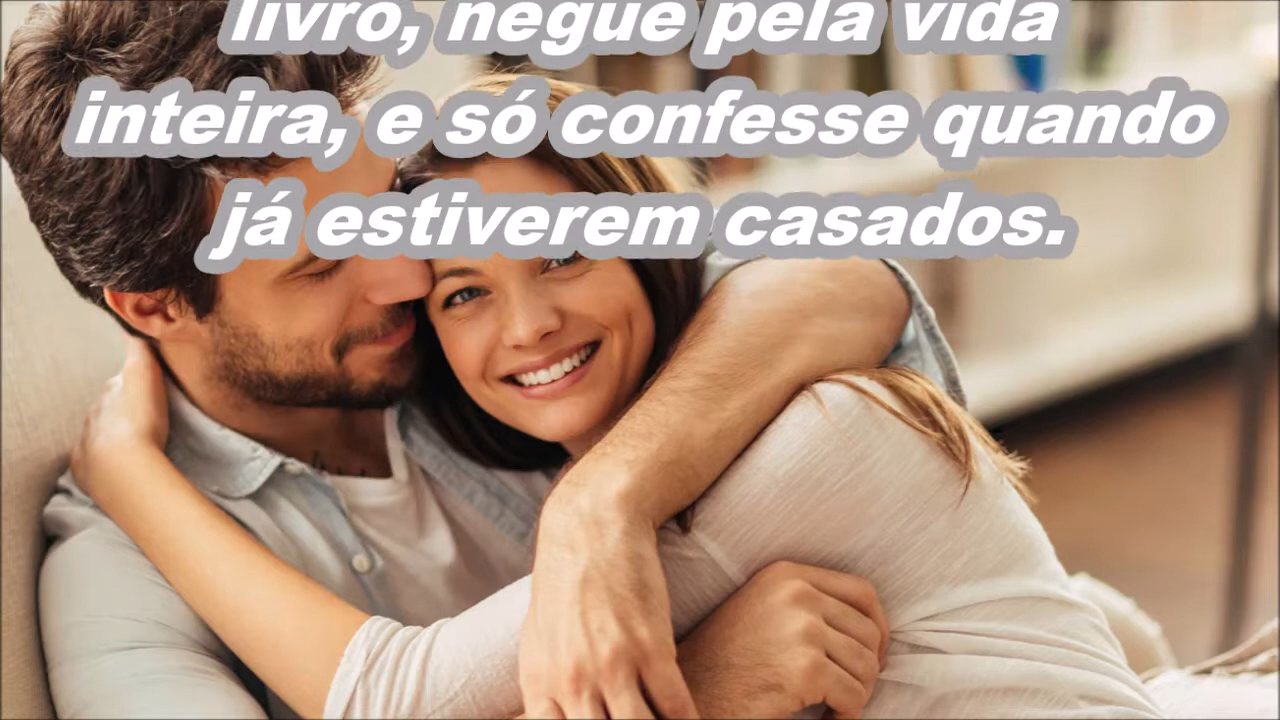 livro, negue pela vida
inteira, e só confesse quando
já estiverem casados.